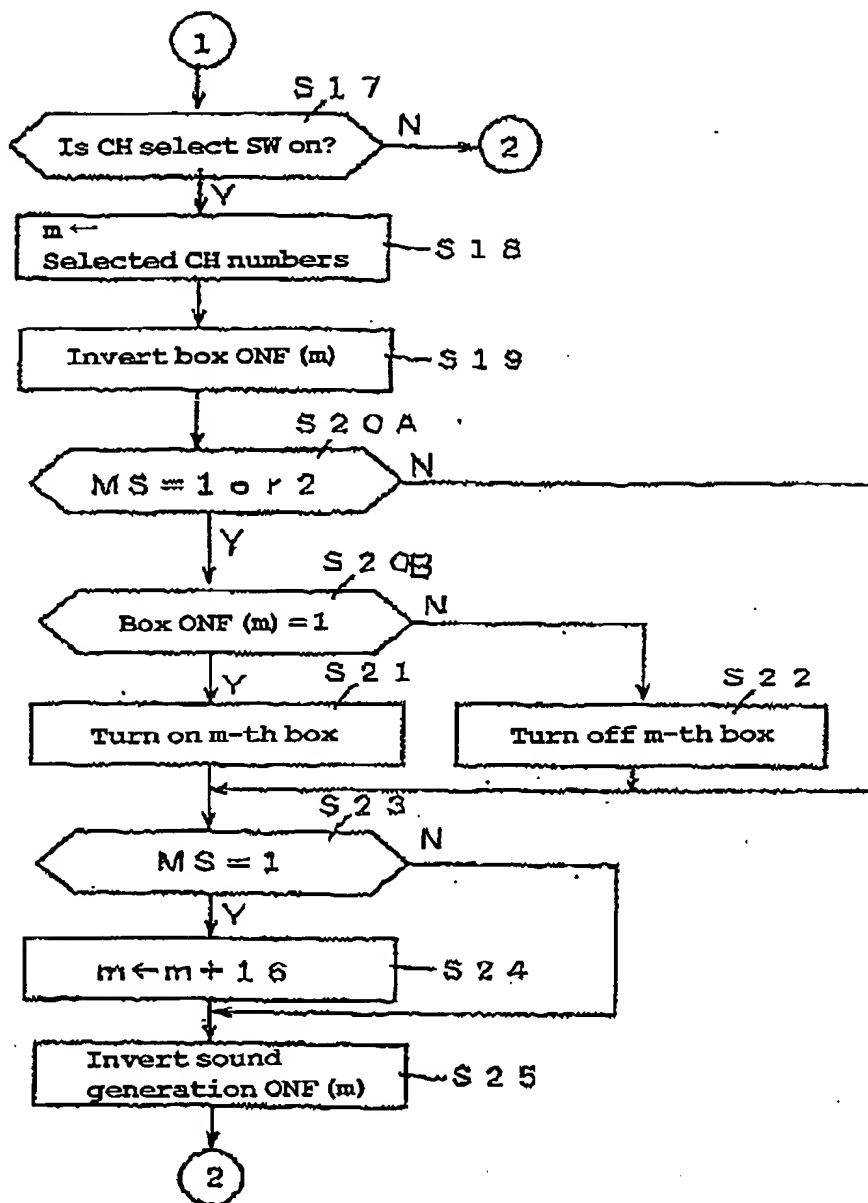 1
S17
Is CH select SW on?
N
2
Y
m←
Selected CH numbers
S18
Invert box ONF (m)
S19
S20A
MS=1 or 2
N
Y
S20B
Box ONF (m) =1
N
Y
S21
S22
Turn on m-th box
Turn off m-th box
S23
MS=1
N
Y
m←m+16
S24
Invert sound
generation ONF (m)
S25
2